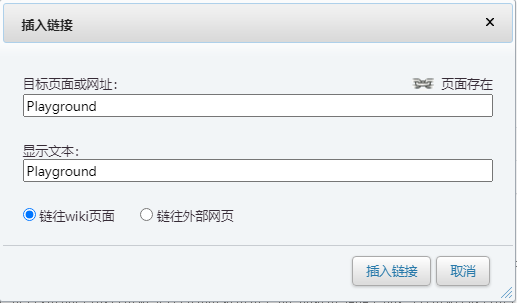 插入链接
目标页面或网址：
页面存在
Playground
显示文本：
Playground
链往wiki页面
链往外部网页
插入链接
取消